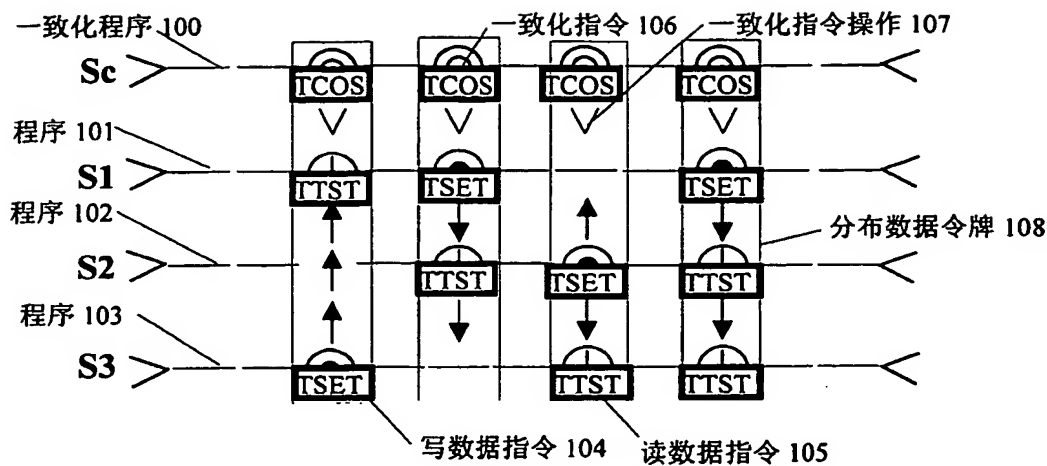 一致化程序 100
一致化指令 106
一致化指令操作 107
Sc
TCOS TCOS TCOS TCOS
程序 101
S1
TTST TSET TSET
程序 102
分布数据令牌 108
S2
TTST TSET TTST
程序 103
S3
TSET TTST TTST
写数据指令 104
读数据指令 105